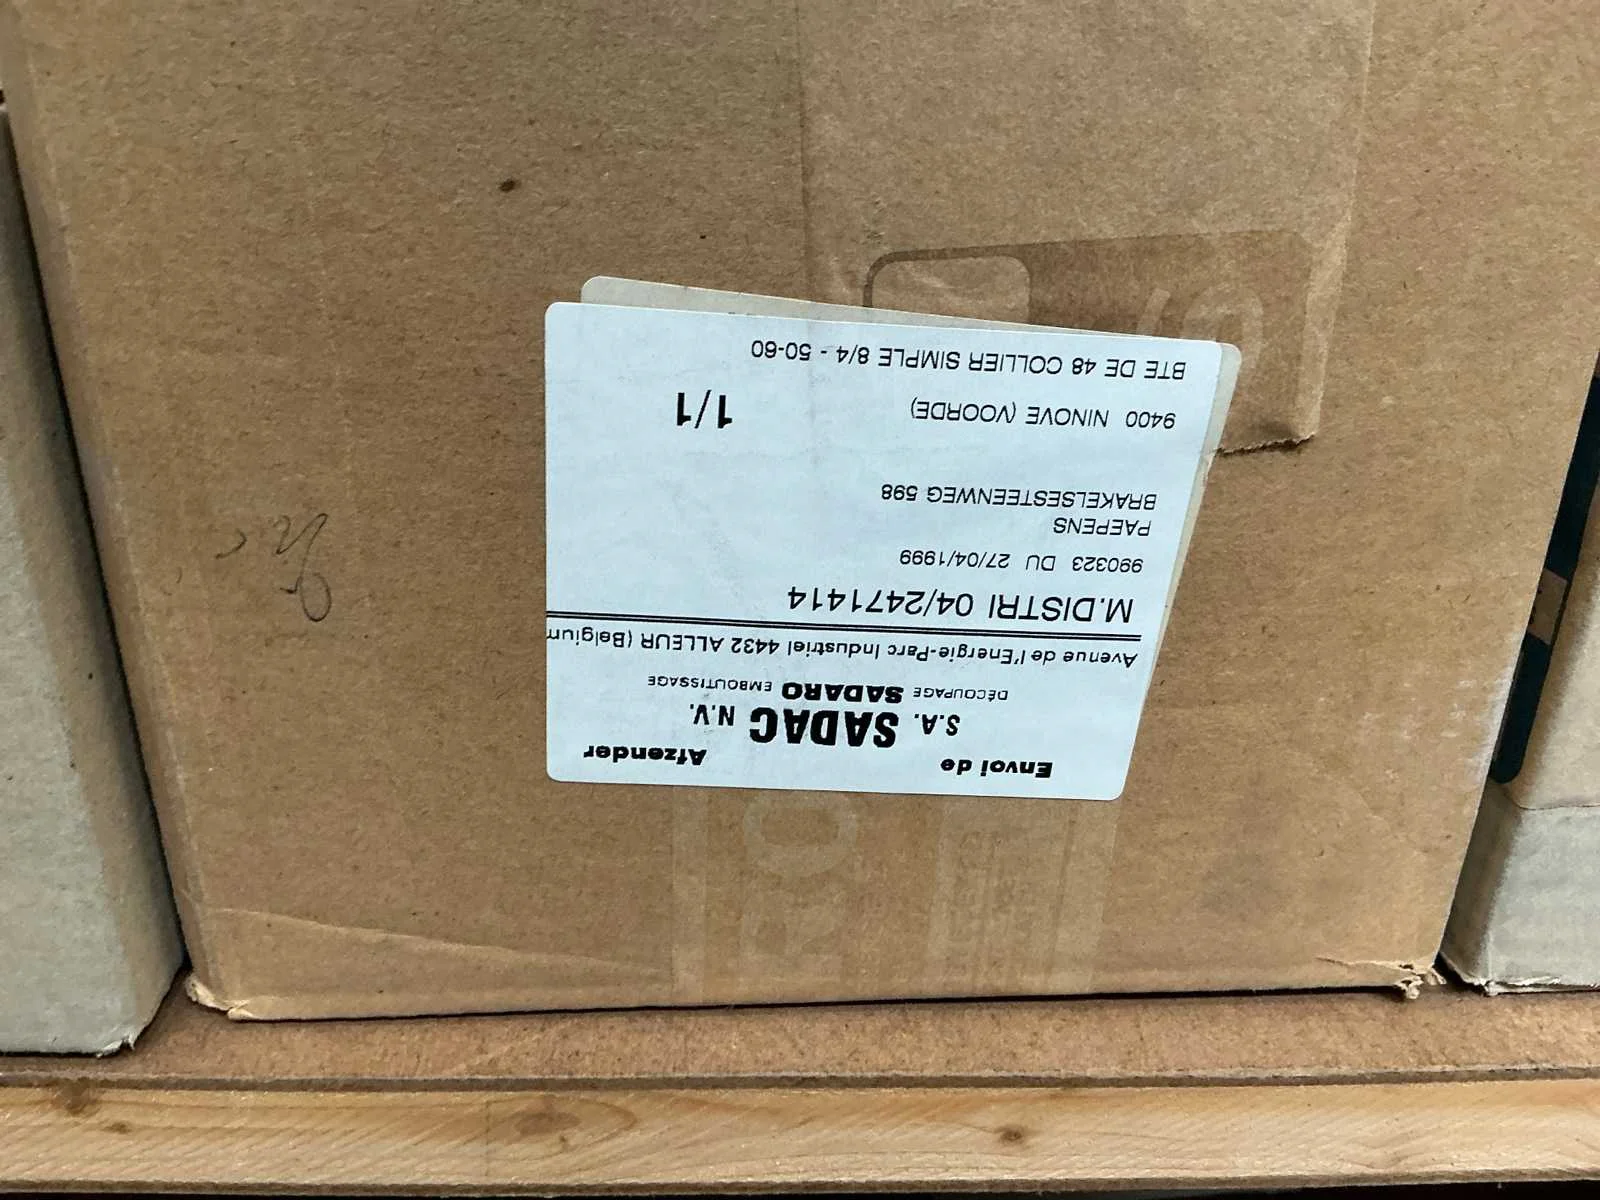 Envoi de Afzender
S.A. SADAC N.V.
DÉCOUPAGE SADARO EMBOUTISSAGE
Avenue de l'Energie-Parc Industriel 4432 ALLEUR (Belgium
M.DISTRI 04/2471414
990323 DU 27/04/1999
PAEPENS
BRAKELSESTEENWEG 598
9400 NINOVE (VOORDE) 1/1
BTE DE 48 COLLIER SIMPLE 8/4 - 50-60